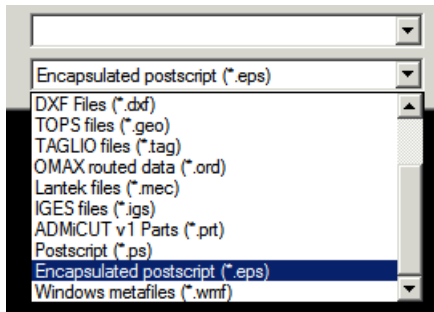 Encapsulated postscript (*.eps)
DXF Files (*.dxf)
TOPS files (*.geo)
TAGLIO files (*.tag)
OMAX routed data (*.ord)
Lantek files (*.mec)
IGES files (*.igs)
ADMiCUT v1 Parts (*.prt)
Postscript (*.ps)
Encapsulated postscript (*.eps)
Windows metafiles (*.wmf)